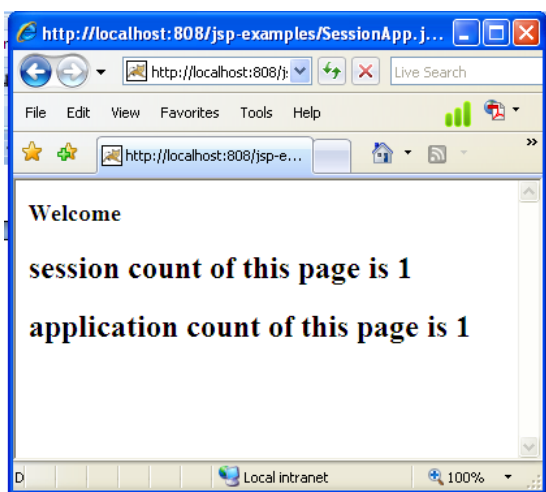 http://localhost:808/jsp-examples/SessionApp.j...
http://localhost:808/j:
Live Search
File Edit View Favorites Tools Help
http://localhost:808/jsp-e...
»
Welcome
session count of this page is 1
application count of this page is 1
D
Local intranet
100%